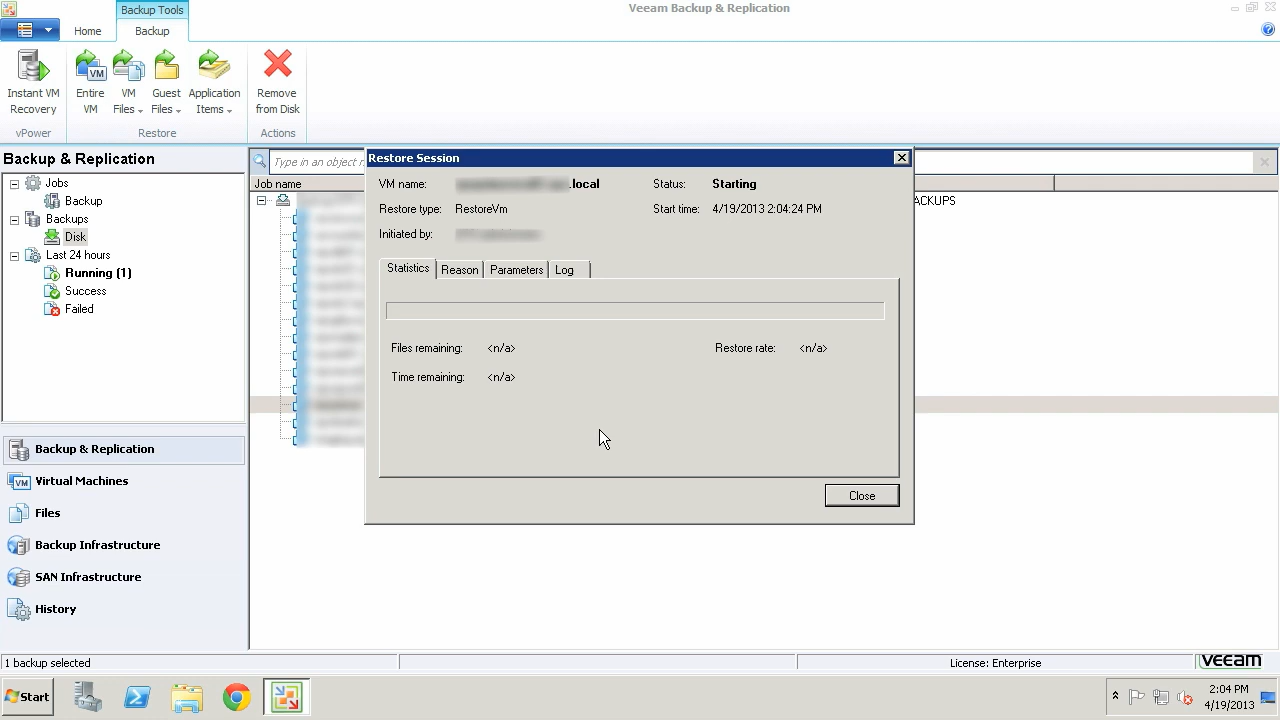 Backup Tools
Veeam Backup & Replication
Home
Backup
Instant VM Recovery
Entire VM
VM Files
Guest Files
Application Items
Remove from Disk
vPower
Restore
Actions
Backup & Replication
Type in an object
Job name
Jobs
Backup
Backups
Disk
Last 24 hours
Running (1)
Success
Failed
ACKUPS
Restore Session
VM name:
.local
Status:
Starting
Restore type:
RestoreVm
Start time:
4/19/2013 2:04:24 PM
Initiated by:
Statistics
Reason
Parameters
Log
Files remaining:
<n/a>
Restore rate:
<n/a>
Time remaining:
<n/a>
Close
Backup & Replication
Virtual Machines
Files
Backup Infrastructure
SAN Infrastructure
History
1 backup selected
License: Enterprise
veeam
Start
2:04 PM
4/19/2013